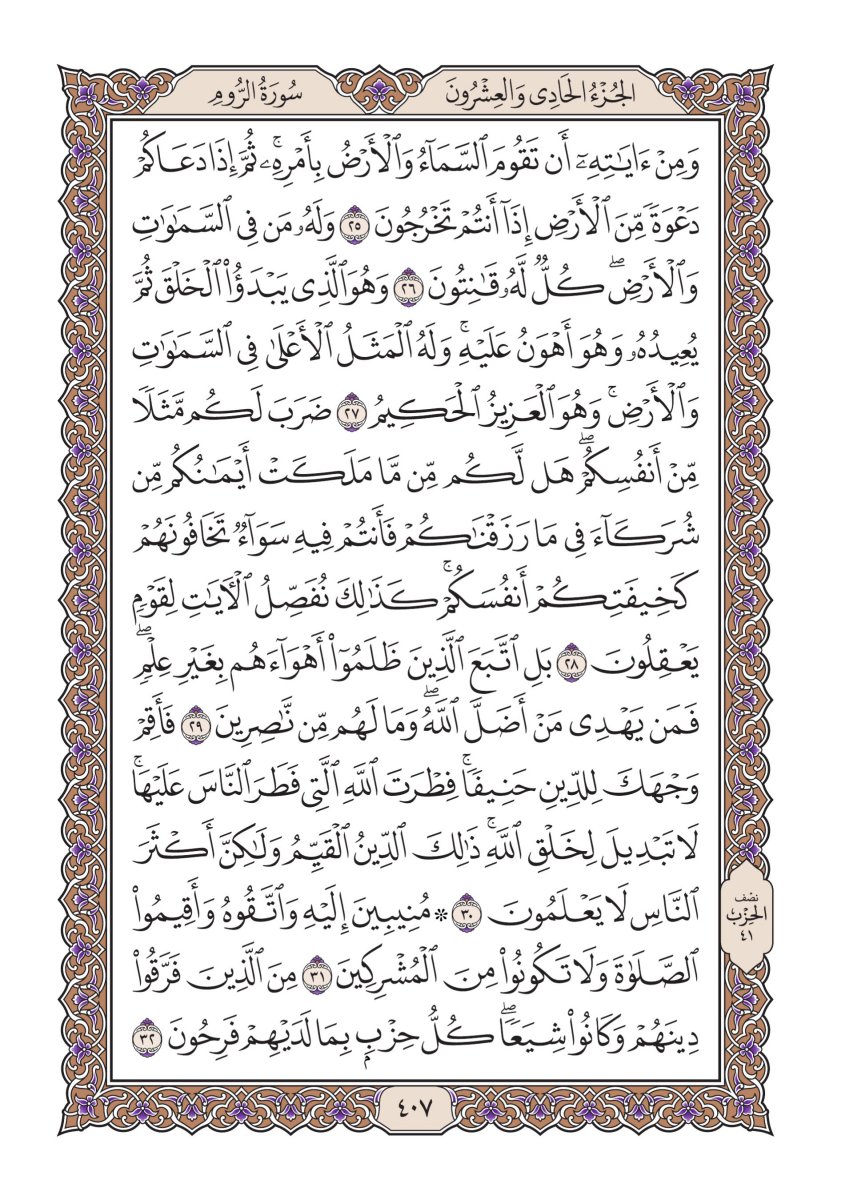 الجُزْءُ الحَادِى وَالعِشْرُونَ
سُورَةُ الرُّومِ
وَمِنْ ءَايَـٰتِهِۦٓ أَن تَقُومَ ٱلسَّمَآءُ وَٱلْأَرْضُ بِأَمْرِهِۦۚ ثُمَّ إِذَا دَعَاكُمْ
دَعْوَةً مِّنَ ٱلْأَرْضِ إِذَآ أَنتُمْ تَخْرُجُونَ ٢٥ وَلَهُۥ مَن فِى ٱلسَّمَـٰوَٰتِ
وَٱلْأَرْضِۖ كُلٌّ لَّهُۥ قَـٰنِتُونَ ٢٦ وَهُوَ ٱلَّذِى يَبْدَؤُا۟ ٱلْخَلْقَ ثُمَّ
يُعِيدُهُۥ وَهُوَ أَهْوَنُ عَلَيْهِۚ وَلَهُ ٱلْمَثَلُ ٱلْأَعْلَىٰ فِى ٱلسَّمَـٰوَٰتِ
وَٱلْأَرْضِۚ وَهُوَ ٱلْعَزِيزُ ٱلْحَكِيمُ ٢٧ ضَرَبَ لَكُم مَّثَلًا
مِّنْ أَنفُسِكُمْۖ هَل لَّكُم مِّن مَّا مَلَكَتْ أَيْمَـٰنُكُم مِّن
شُرَكَآءَ فِى مَا رَزَقْنَـٰكُمْ فَأَنتُمْ فِيهِ سَوَآءٌ تَخَافُونَهُمْ
كَخِيفَتِكُمْ أَنفُسَكُمْۚ كَذَٰلِكَ نُفَصِّلُ ٱلْـَٔايَـٰتِ لِقَوْمٍ
يَعْقِلُونَ ٢٨ بَلِ ٱتَّبَعَ ٱلَّذِينَ ظَلَمُوٓا۟ أَهْوَآءَهُم بِغَيْرِ عِلْمٍۖ
فَمَن يَهْدِى مَنْ أَضَلَّ ٱللَّهُۖ وَمَا لَهُم مِّن نَّـٰصِرِينَ ٢٩ فَأَقِمْ
وَجْهَكَ لِلدِّينِ حَنِيفًاۚ فِطْرَتَ ٱللَّهِ ٱلَّتِى فَطَرَ ٱلنَّاسَ عَلَيْهَاۚ
لَا تَبْدِيلَ لِخَلْقِ ٱللَّهِۚ ذَٰلِكَ ٱلدِّينُ ٱلْقَيِّمُ وَلَـٰكِنَّ أَكْثَرَ
ٱلنَّاسِ لَا يَعْلَمُونَ ٣٠ * مُنِيبِينَ إِلَيْهِ وَٱتَّقُوهُ وَأَقِيمُوا۟
ٱلصَّلَوٰةَ وَلَا تَكُونُوا۟ مِنَ ٱلْمُشْرِكِينَ ٣١ مِنَ ٱلَّذِينَ فَرَّقُوا۟
دِينَهُمْ وَكَانُوا۟ شِيَعًاۖ كُلُّ حِزْبٍۭ بِمَا لَدَيْهِمْ فَرِحُونَ ٣٢
نصف
الحزب
٤١
٤٠٧